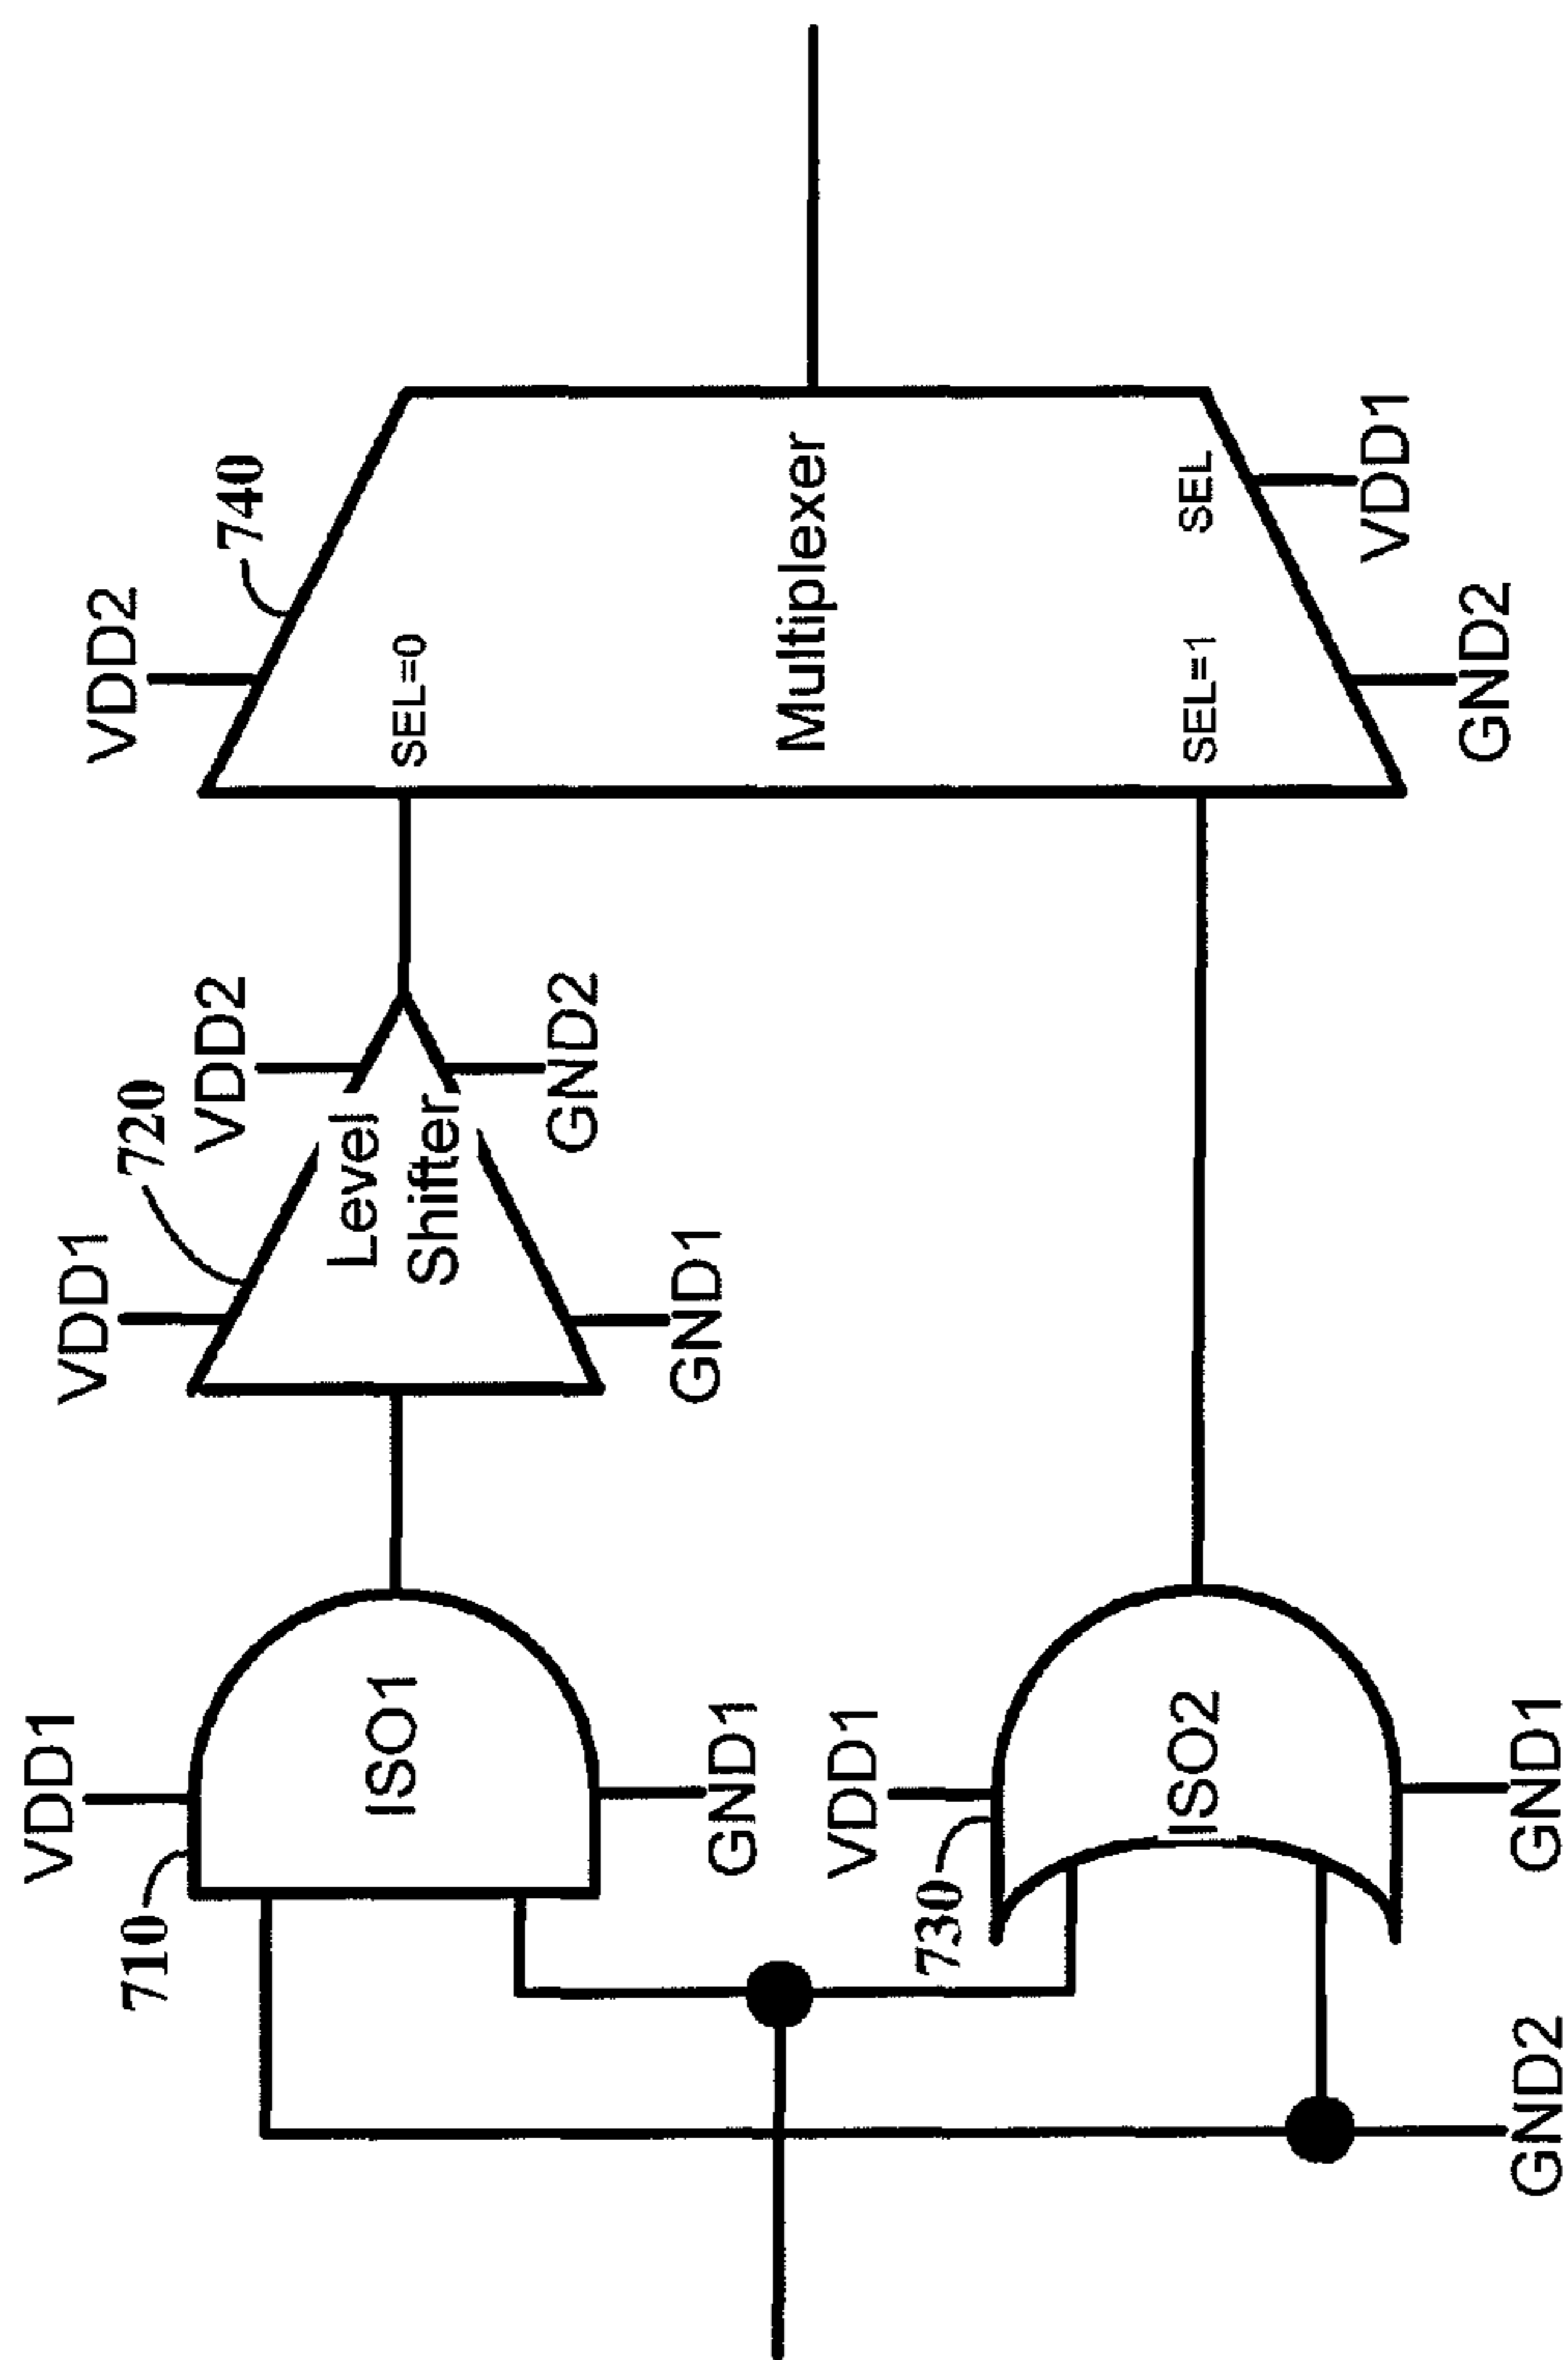 VDD1
710
ISO1
GND1
VDD1
720
Level
Shifter
GND1
VDD2
GND2
VDD2
740
SEL=0
Multiplexer
SEL=1
SEL
GND2
VDD1
VDD1
730
ISO2
GND1
GND2